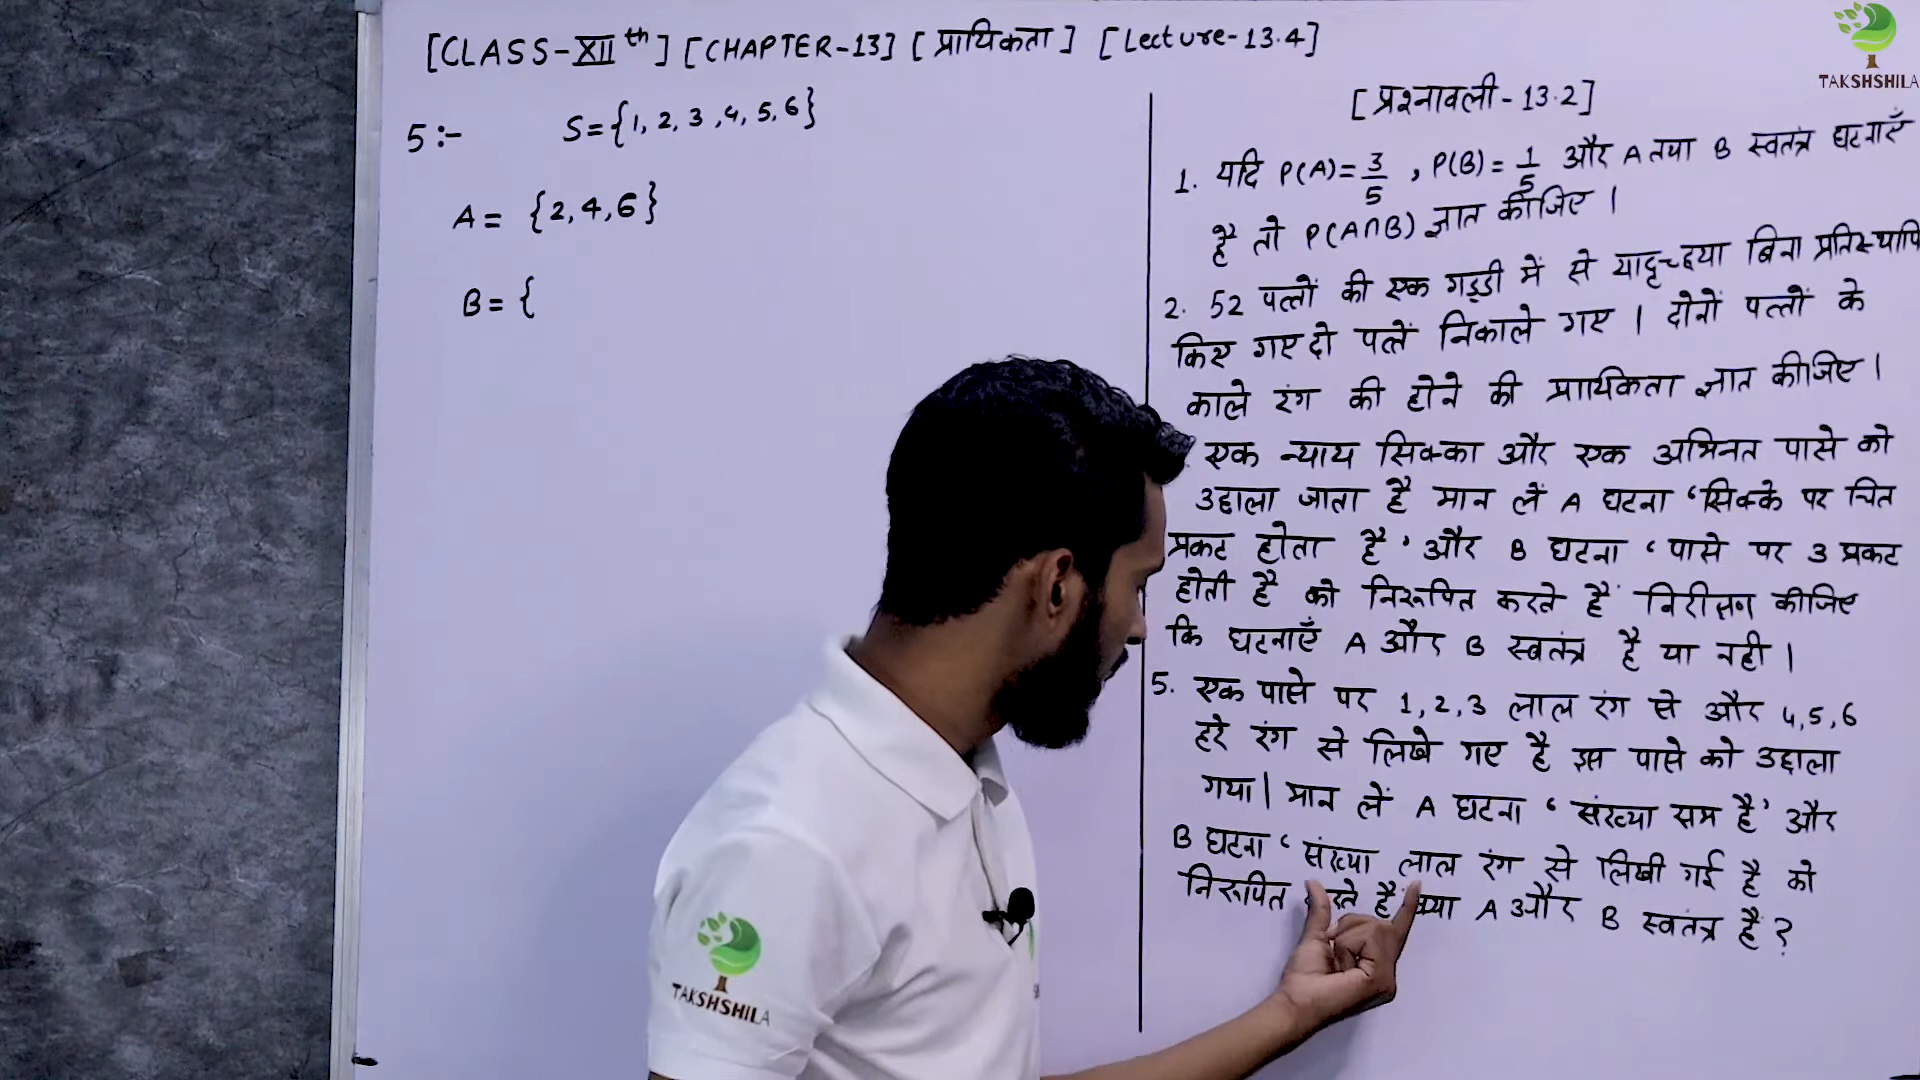 [CLASS-XIIth] [CHAPTER-13] [प्रायिकता] [Lecture-13.4]
TAKSHSHILA
5:- S={1, 2, 3, 4, 5, 6}
A= {2, 4, 6}
B= {
[प्रश्नावली-13.2]
1. यदि P(A)= 3/5 , P(B)= 1/5 और A तथा B स्वतंत्र घटनाएँ
है तो P(A∩B) ज्ञात कीजिए।
2. 52 पत्तों की एक गड्डी में से यादृच्छया बिना
किए गए दो पत्तें निकाले गए। दोनों पत्तों के
काले रंग की होने की प्रायिकता ज्ञात कीजिए।
एक न्याय सिक्का और एक अभिनत पासे को
उछाला जाता है मान लें A घटना 'सिक्के पर चित
प्रकट होता है' और B घटना 'पासे पर 3 प्रकट
होती है को निरूपित करते हैं निरीक्षण कीजिए
कि घटनाएँ A और B स्वतंत्र है या नही।
5. एक पासे पर 1, 2, 3 लाल रंग से और 4, 5, 6
हरे रंग से लिखे गए है इस पासे को उछाला
गया। मान लें A घटना 'संख्या सम है' और
B घटना 'संख्या लाल रंग से लिखी गई है को
निरूपित करते हैं क्या A और B स्वतंत्र है?
TAKSHSHILA